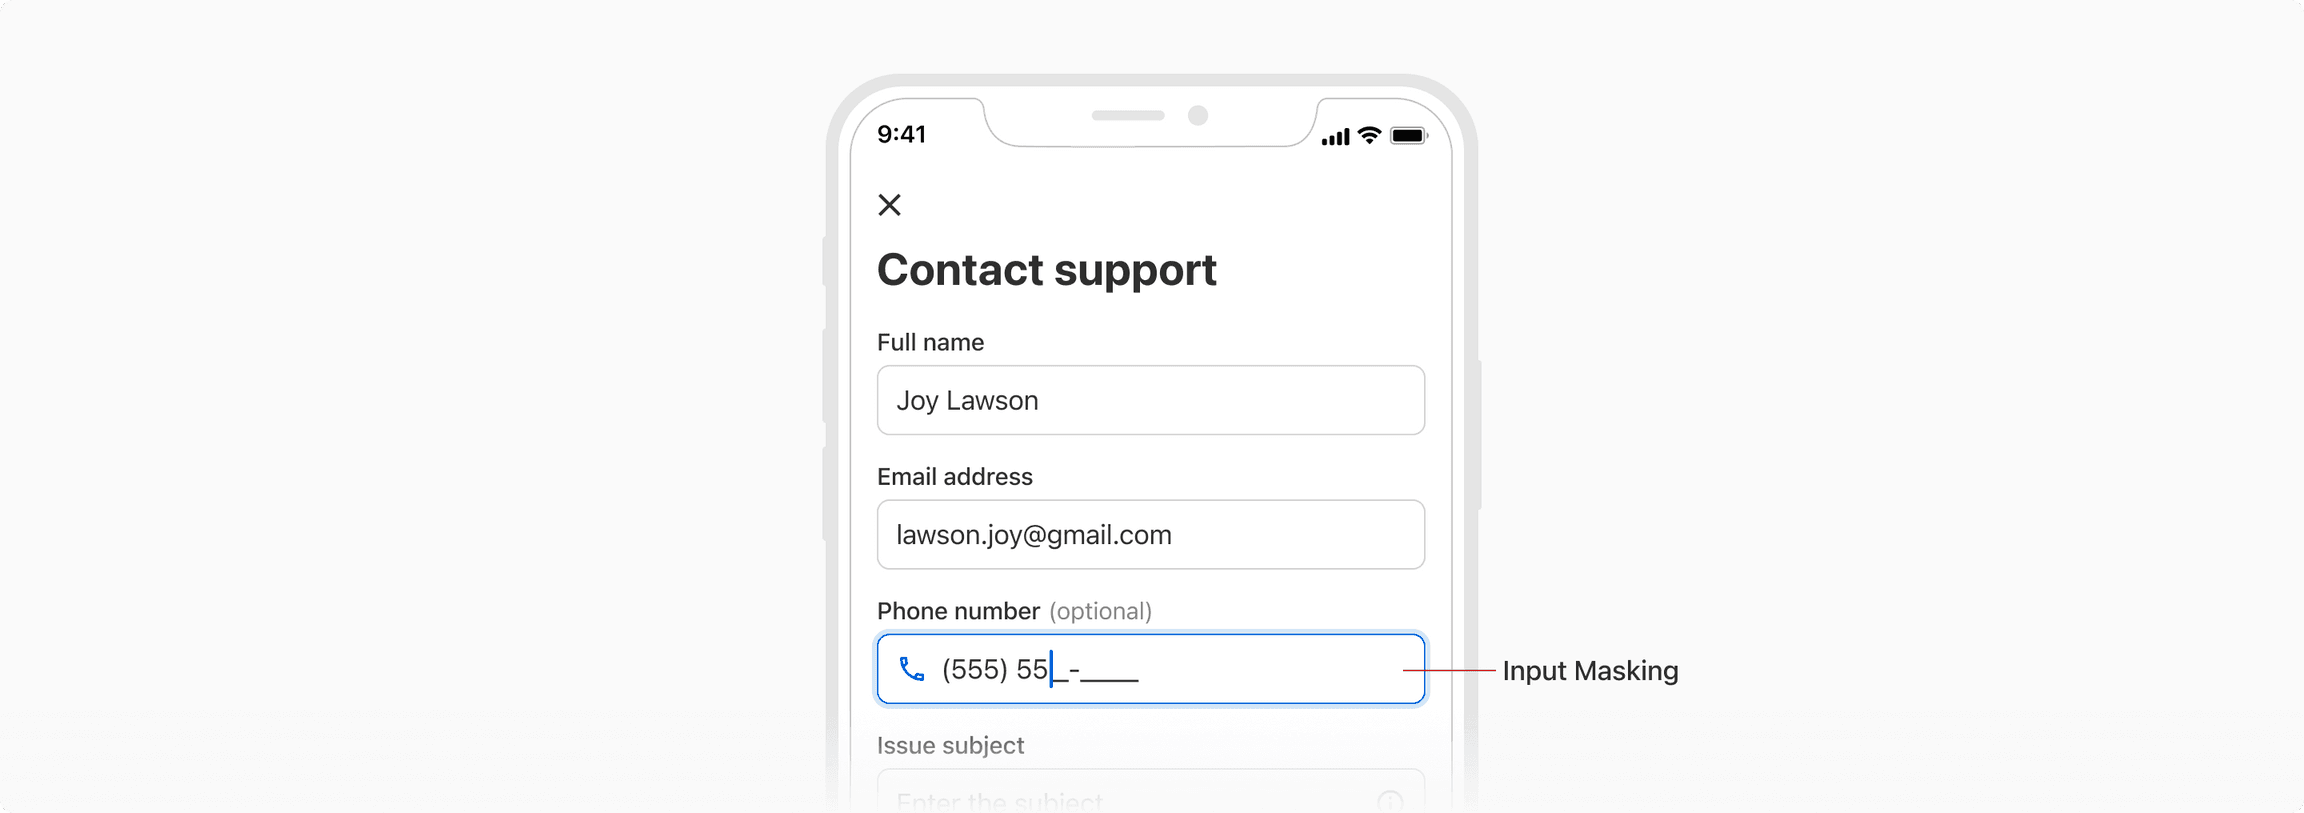 9:41
Contact support
Full name
Joy Lawson
Email address
lawson.joy@gmail.com
Phone number (optional)
(555) 55_-____
Input Masking
Issue subject
Enter the subject